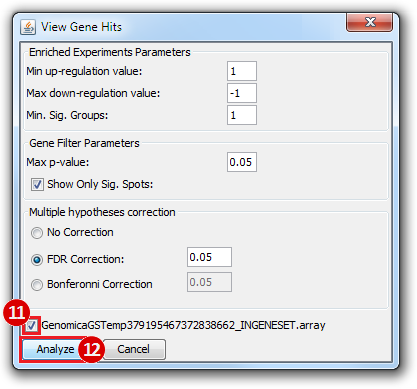 View Gene Hits
Enriched Experiments Parameters
Min up-regulation value: 1
Max down-regulation value: -1
Min. Sig. Groups: 1
Gene Filter Parameters
Max p-value: 0.05
Show Only Sig. Spots:
Multiple hypotheses correction
No Correction
FDR Correction: 0.05
Bonferonni Correction 0.05
11
GenomicaGSTemp379195467372838662_INGENESET.array
Analyze 12 Cancel